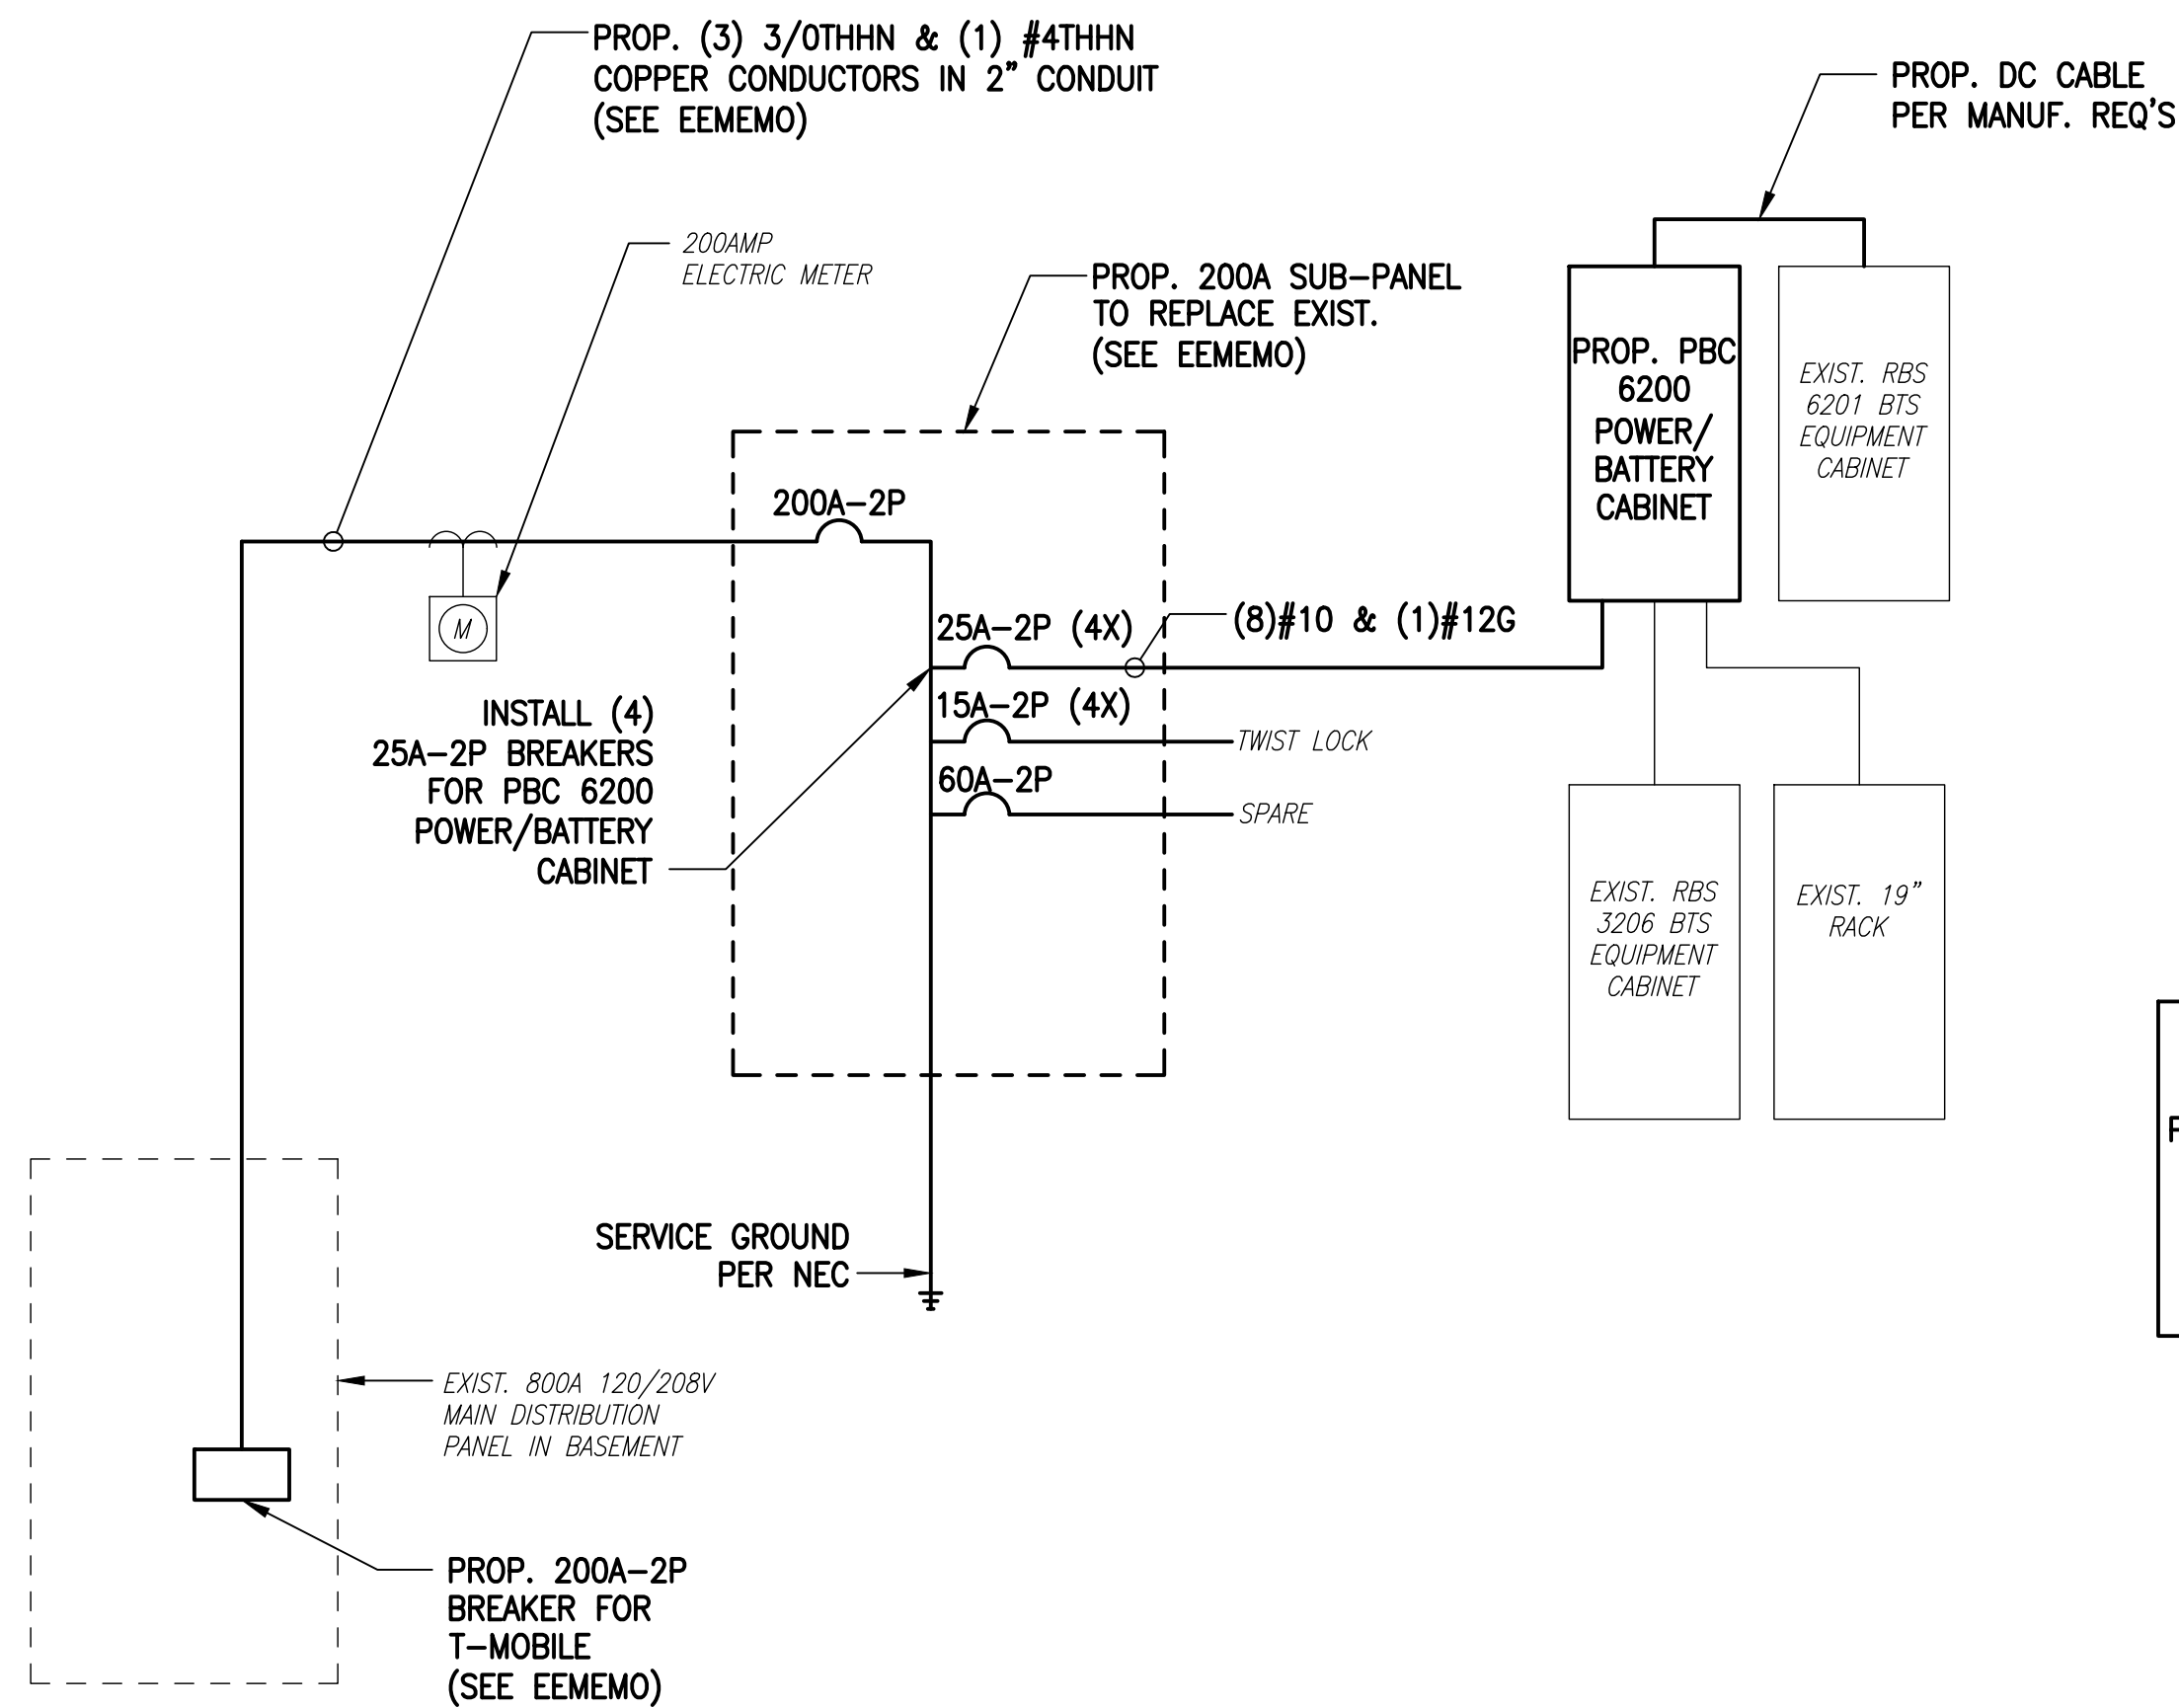 PROP. (3) 3/0THHN & (1) #4THHN
COPPER CONDUCTORS IN 2" CONDUIT
(SEE EEMEMO)
PROP. DC CABLE
PER MANUF. REQ'S
200AMP
ELECTRIC METER
PROP. 200A SUB-PANEL
TO REPLACE EXIST.
(SEE EEMEMO)
PROP. PBC
6200
POWER/
BATTERY
CABINET
EXIST. RBS
6201 BTS
EQUIPMENT
CABINET
200A-2P
M
25A-2P (4X)
(8)#10 & (1)#12G
15A-2P (4X)
TWIST LOCK
60A-2P
SPARE
INSTALL (4)
25A-2P BREAKERS
FOR PBC 6200
POWER/BATTERY
CABINET
EXIST. RBS
3206 BTS
EQUIPMENT
CABINET
EXIST. 19"
RACK
SERVICE GROUND
PER NEC
EXIST. 800A 120/208V
MAIN DISTRIBUTION
PANEL IN BASEMENT
PROP. 200A-2P
BREAKER FOR
T-MOBILE
(SEE EEMEMO)